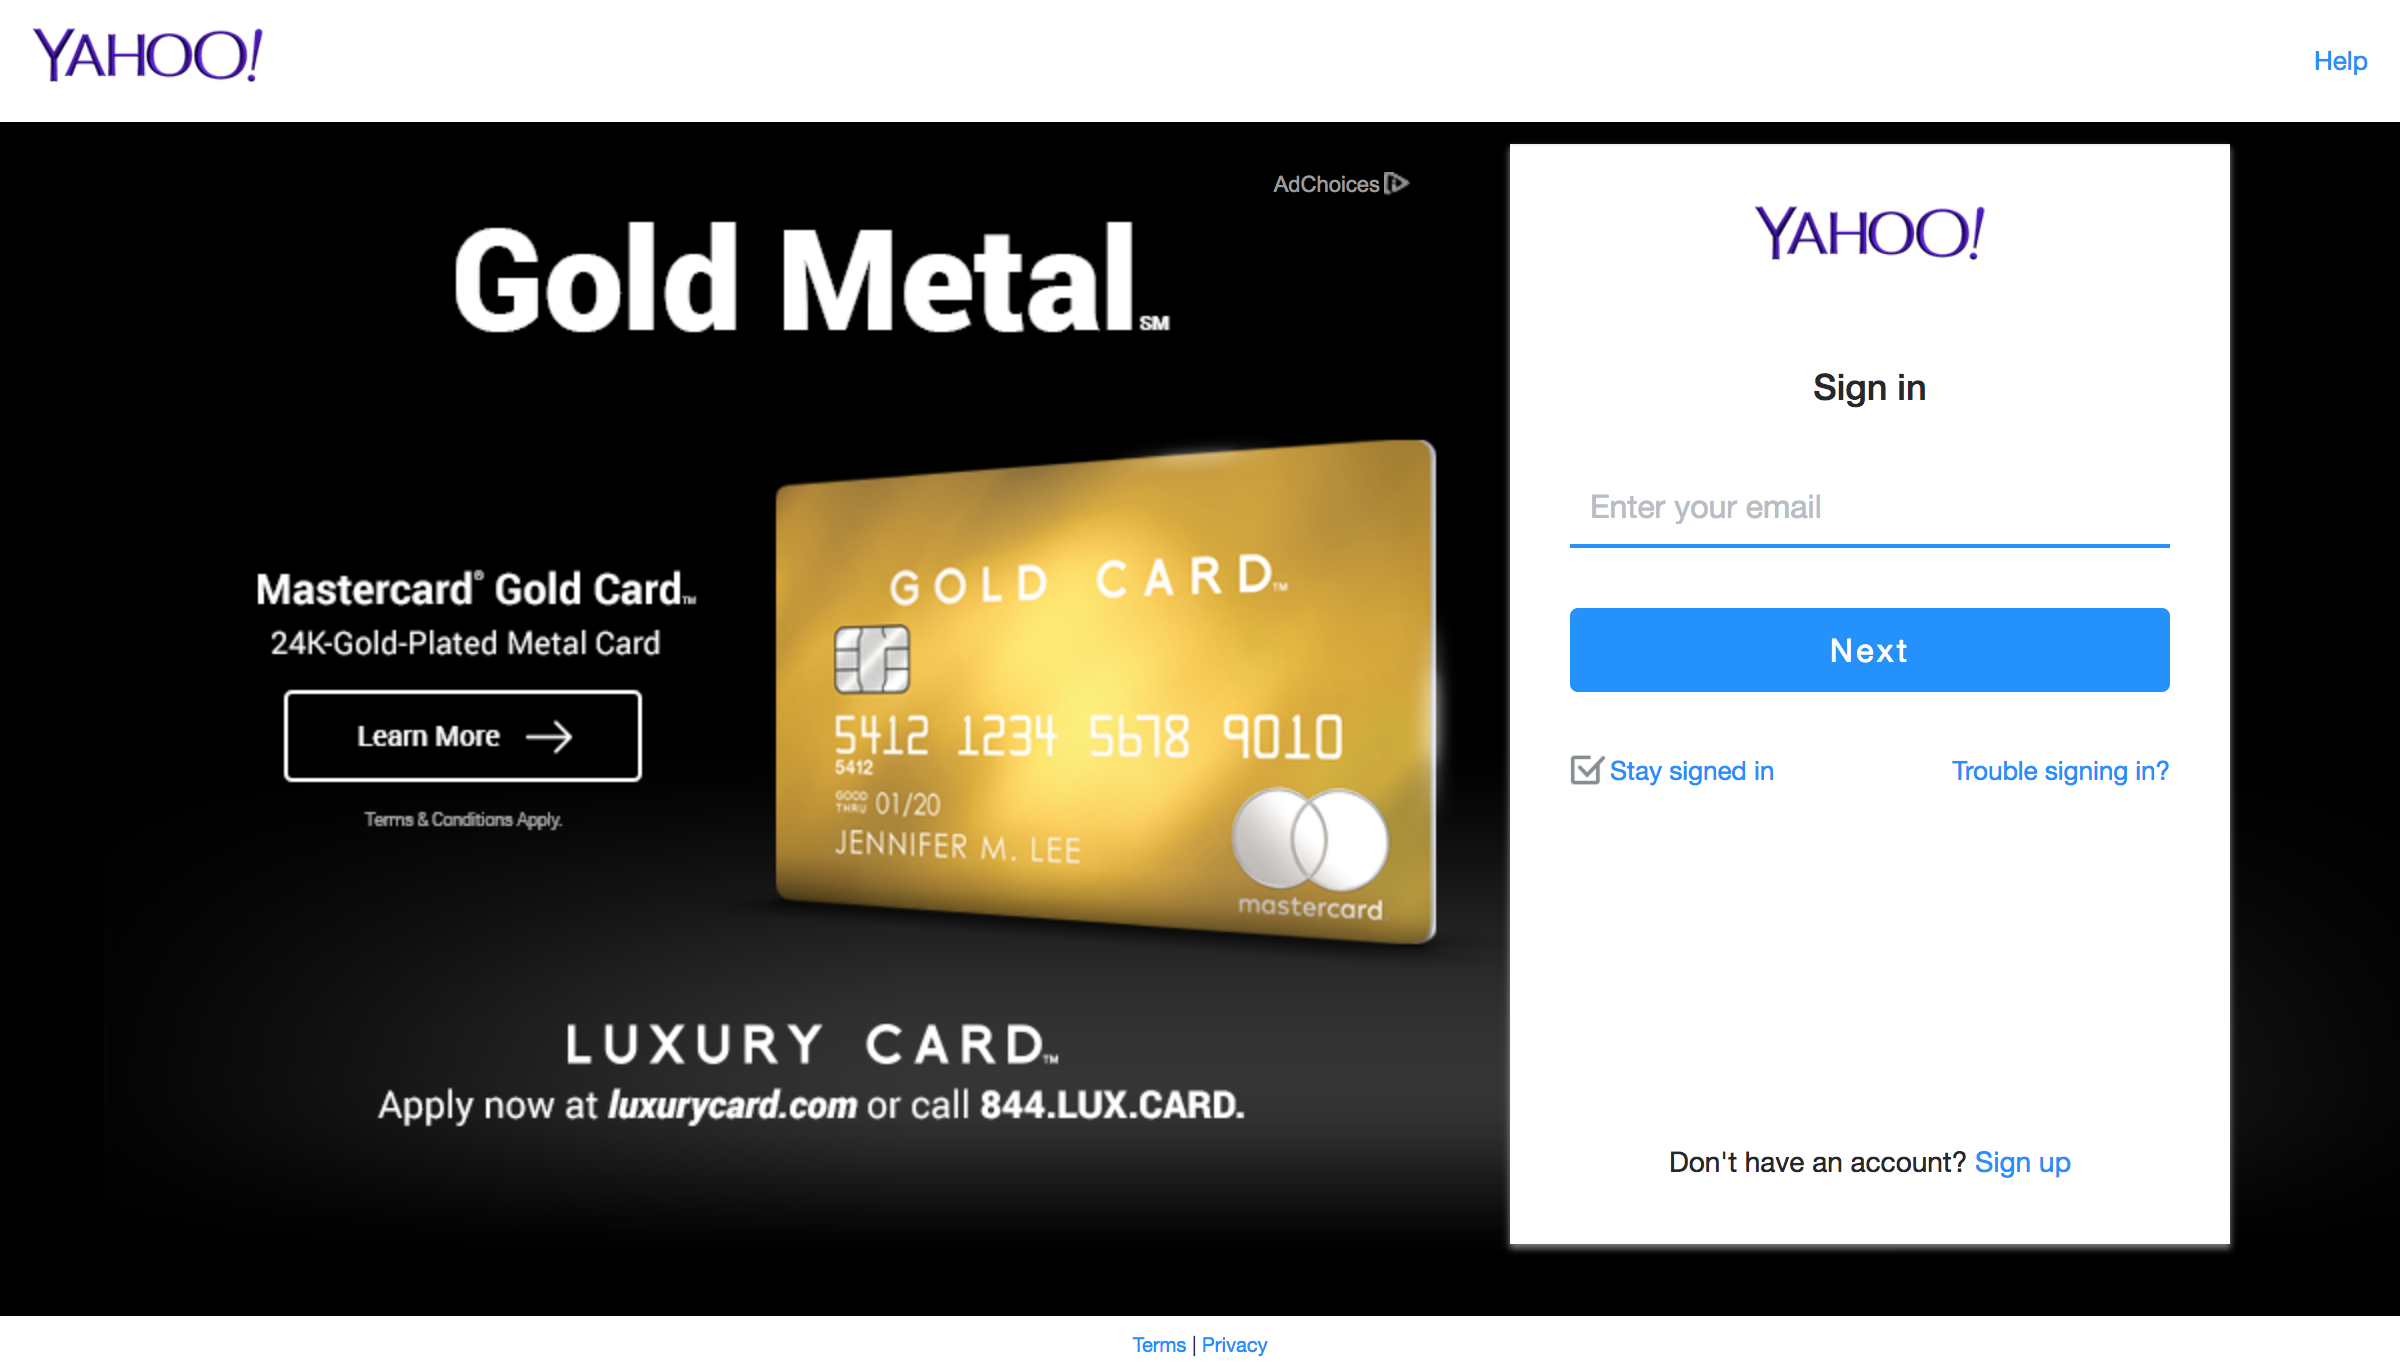 YAHOO!
Help
AdChoices
Gold Metal SM
Mastercard® Gold Card™
24K-Gold-Plated Metal Card
Learn More →
Terms & Conditions Apply.
GOLD CARD™
5412 1234 5678 9010
5412
GOOD THRU 01/20
JENNIFER M. LEE
mastercard
LUXURY CARD™
Apply now at luxurycard.com or call 844.LUX.CARD.
YAHOO!
Sign in
Enter your email
Next
Stay signed in
Trouble signing in?
Don't have an account? Sign up
Terms | Privacy